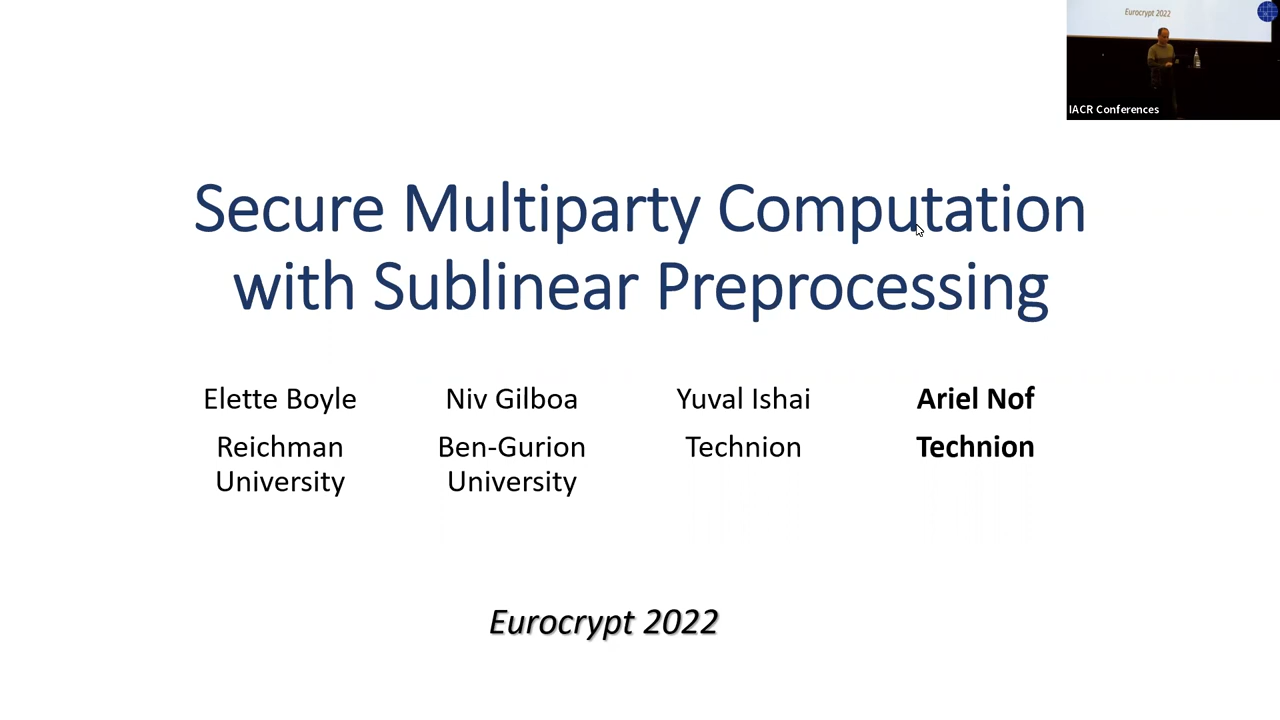 Eurocrypt 2022
IACR Conferences
Secure Multiparty Computation
with Sublinear Preprocessing
Elette Boyle
Niv Gilboa
Yuval Ishai
Ariel Nof
Reichman
University
Ben-Gurion
University
Technion
Technion
Eurocrypt 2022